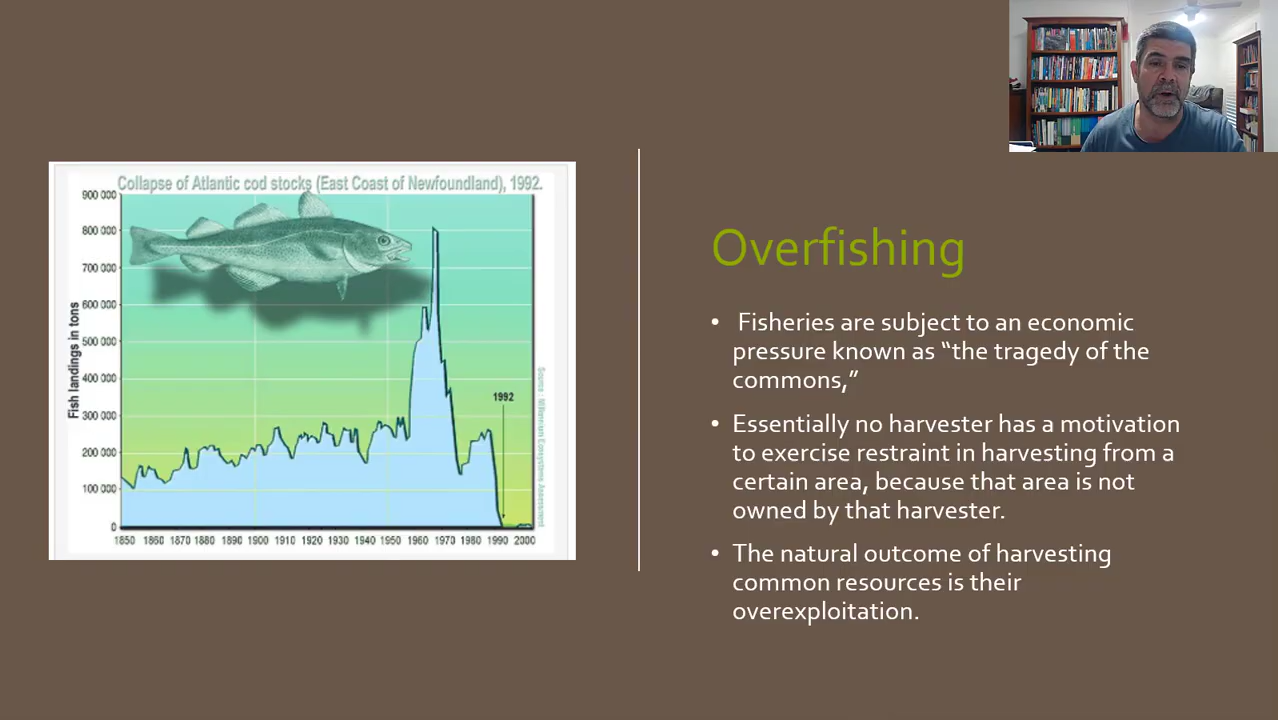 Collapse of Atlantic cod stocks (East Coast of Newfoundland), 1992.
900 000
800 000
700 000
600 000
500 000
400 000
300 000
200 000
100 000
0
Fish landings in tons
1992
Source : Millennium Ecosystems Assessment
1850 1860 1870 1880 1890 1900 1910 1920 1930 1940 1950 1960 1970 1980 1990 2000
Overfishing
• Fisheries are subject to an economic
pressure known as “the tragedy of the
commons,”
• Essentially no harvester has a motivation
to exercise restraint in harvesting from a
certain area, because that area is not
owned by that harvester.
• The natural outcome of harvesting
common resources is their
overexploitation.